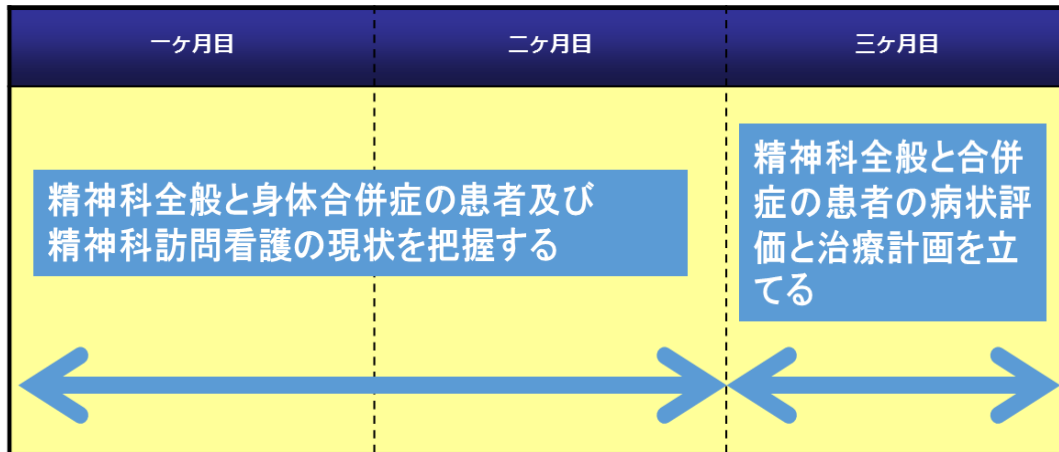 一ヶ月目
二ヶ月目
三ヶ月目
精神科全般と身体合併症の患者及び
精神科訪問看護の現状を把握する
精神科全般と合併
症の患者の病状評
価と治療計画を立
てる